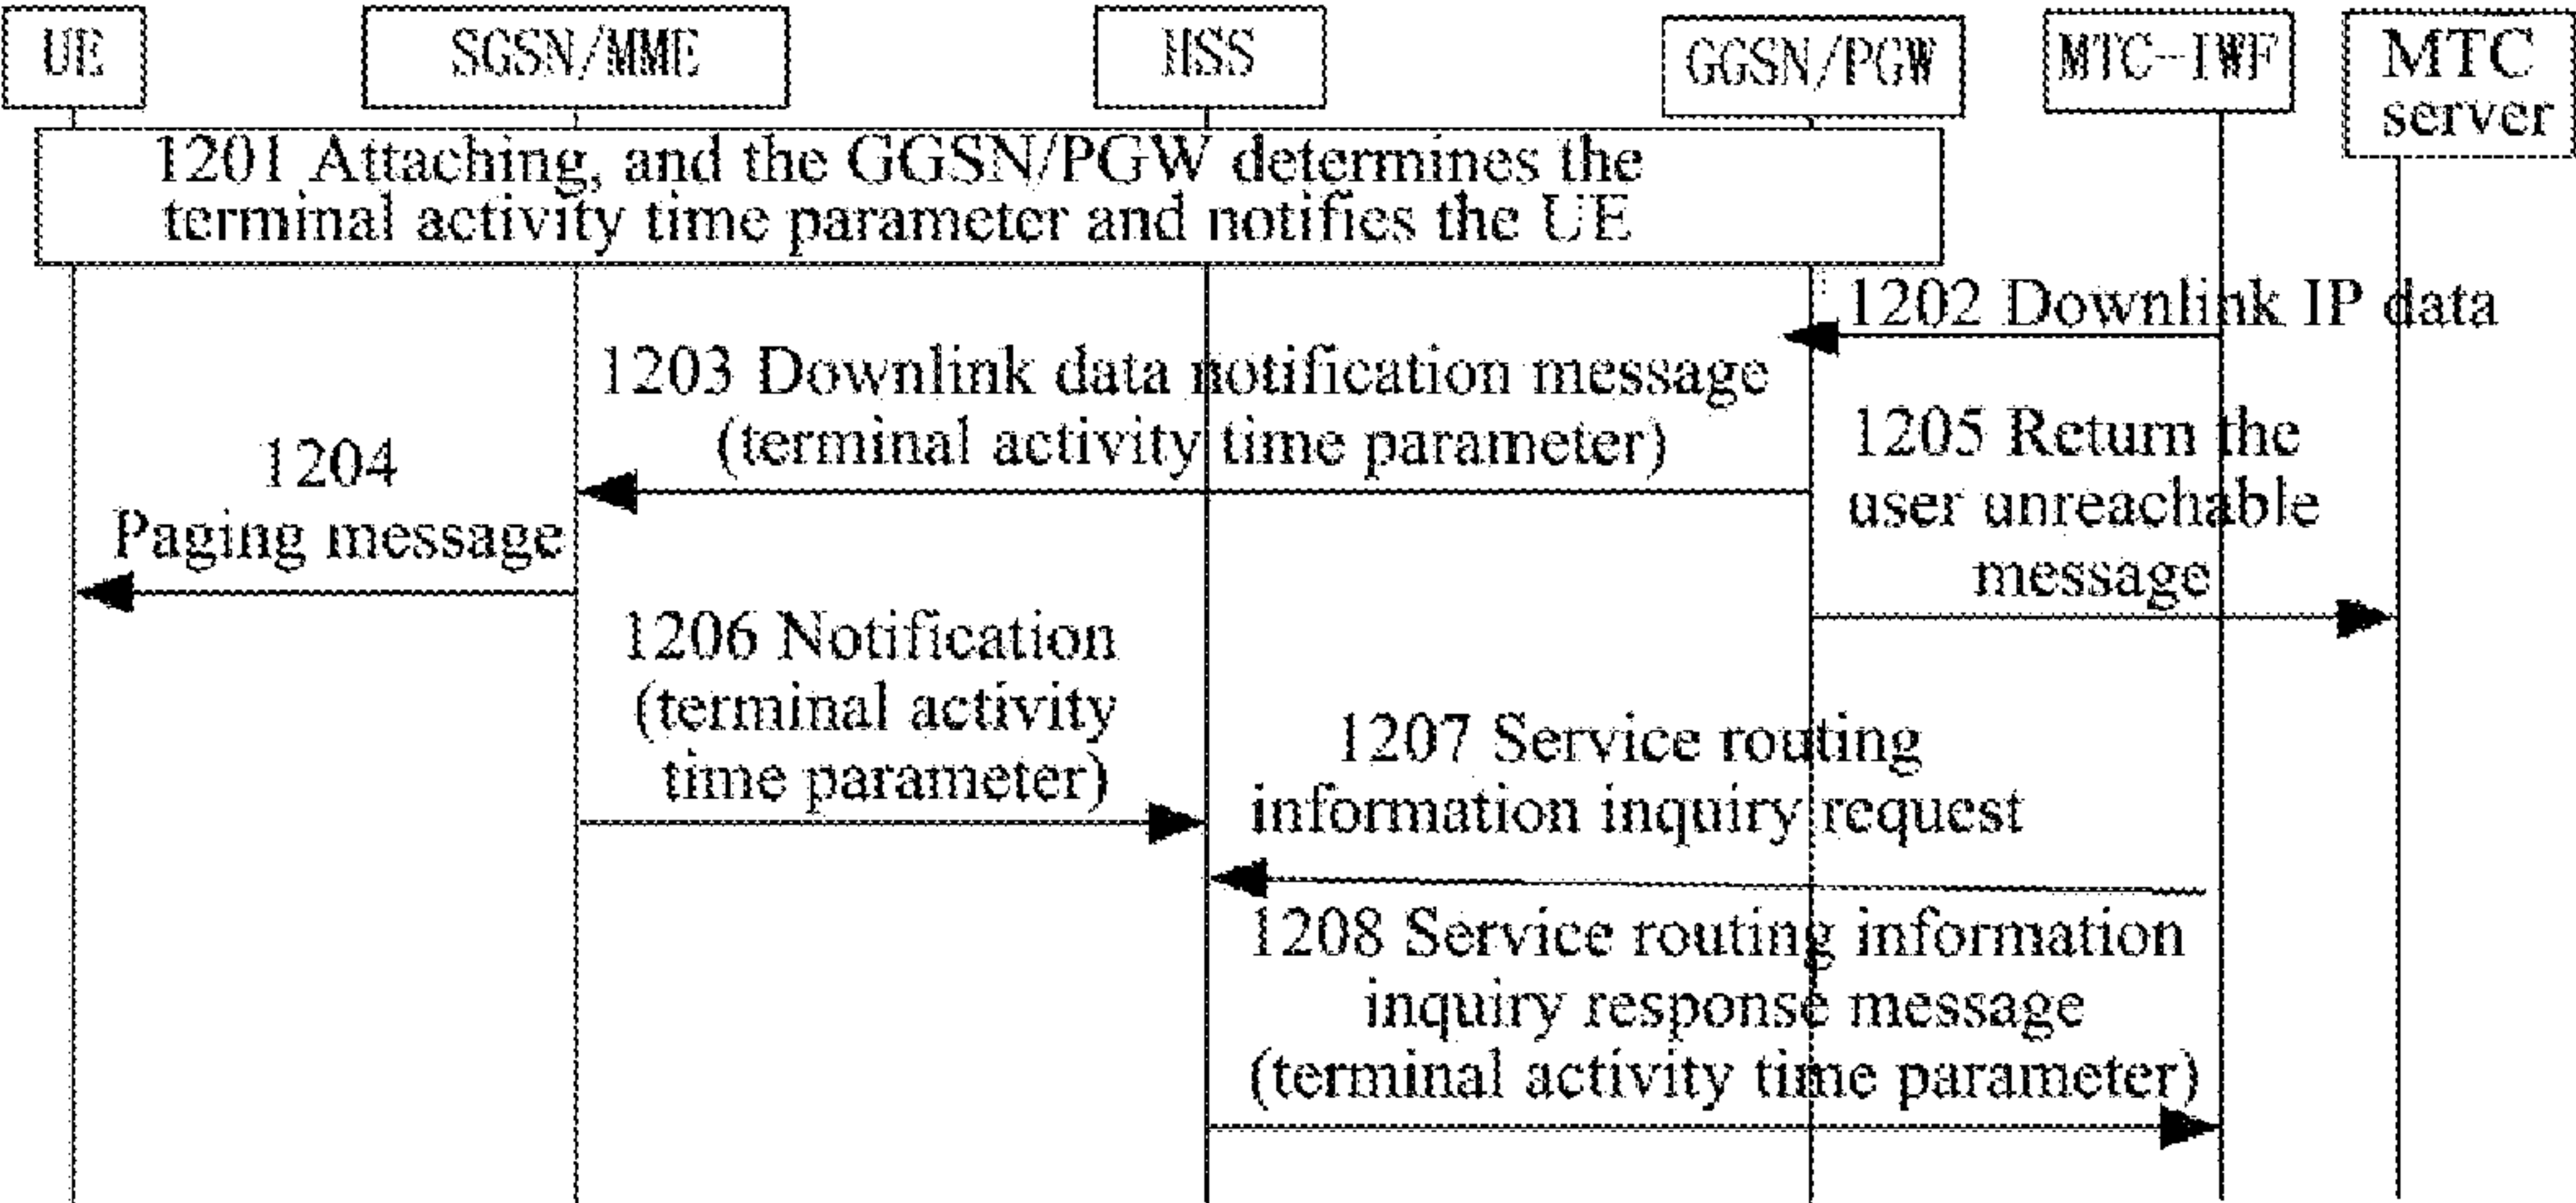 UE
SGSN/MME
HSS
GGSN/PGW
MTC-IWF
MTC
server
1201 Attaching, and the GGSN/PGW determines the
terminal activity time parameter and notifies the UE
1202 Downlink IP data
1203 Downlink data notification message
(terminal activity time parameter)
1204
Paging message
1205 Return the
user unreachable
message
1206 Notification
(terminal activity
time parameter)
1207 Service routing
information inquiry request
1208 Service routing information
inquiry response message
(terminal activity time parameter)